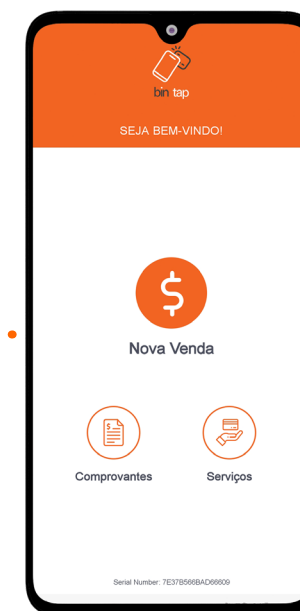 bin tap
SEJA BEM-VINDO!
Nova Venda
Comprovantes
Serviços
Serial Number: 7E37B566BAD66609